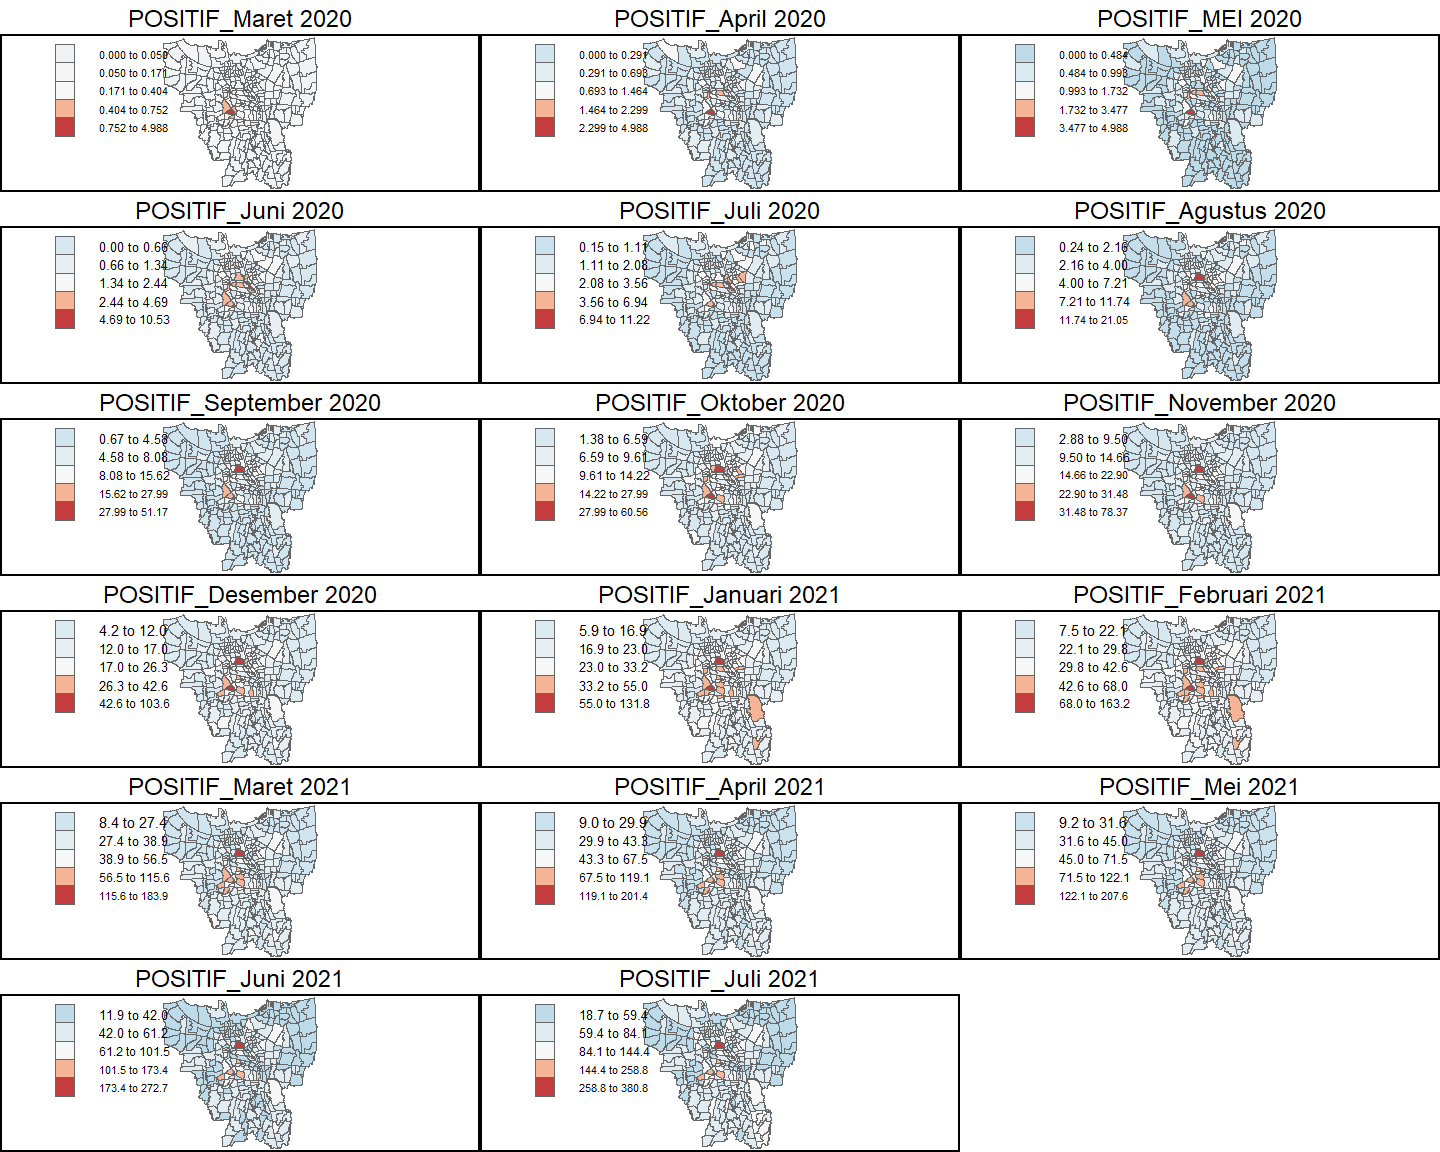 POSITIF_Maret 2020
0.000 to 0.050
0.050 to 0.171
0.171 to 0.404
0.404 to 0.752
0.752 to 4.988
POSITIF_April 2020
0.000 to 0.291
0.291 to 0.693
0.693 to 1.464
1.464 to 2.299
2.299 to 4.988
POSITIF_MEI 2020
0.000 to 0.484
0.484 to 0.993
0.993 to 1.732
1.732 to 3.477
3.477 to 4.988
POSITIF_Juni 2020
0.00 to 0.66
0.66 to 1.34
1.34 to 2.44
2.44 to 4.69
4.69 to 10.53
POSITIF_Juli 2020
0.15 to 1.11
1.11 to 2.08
2.08 to 3.56
3.56 to 6.94
6.94 to 11.22
POSITIF_Agustus 2020
0.24 to 2.16
2.16 to 4.00
4.00 to 7.21
7.21 to 11.74
11.74 to 21.05
POSITIF_September 2020
0.67 to 4.58
4.58 to 8.08
8.08 to 15.62
15.62 to 27.99
27.99 to 51.17
POSITIF_Oktober 2020
1.38 to 6.59
6.59 to 9.61
9.61 to 14.22
14.22 to 27.99
27.99 to 60.56
POSITIF_November 2020
2.88 to 9.50
9.50 to 14.66
14.66 to 22.90
22.90 to 31.48
31.48 to 78.37
POSITIF_Desember 2020
4.2 to 12.0
12.0 to 17.0
17.0 to 26.3
26.3 to 42.6
42.6 to 103.6
POSITIF_Januari 2021
5.9 to 16.9
16.9 to 23.0
23.0 to 33.2
33.2 to 55.0
55.0 to 131.8
POSITIF_Februari 2021
7.5 to 22.1
22.1 to 29.8
29.8 to 42.6
42.6 to 68.0
68.0 to 163.2
POSITIF_Maret 2021
8.4 to 27.4
27.4 to 38.9
38.9 to 56.5
56.5 to 115.6
115.6 to 183.9
POSITIF_April 2021
9.0 to 29.9
29.9 to 43.3
43.3 to 67.5
67.5 to 119.1
119.1 to 201.4
POSITIF_Mei 2021
9.2 to 31.6
31.6 to 45.0
45.0 to 71.5
71.5 to 122.1
122.1 to 207.6
POSITIF_Juni 2021
11.9 to 42.0
42.0 to 61.2
61.2 to 101.5
101.5 to 173.4
173.4 to 272.7
POSITIF_Juli 2021
18.7 to 59.4
59.4 to 84.1
84.1 to 144.4
144.4 to 258.8
258.8 to 380.8